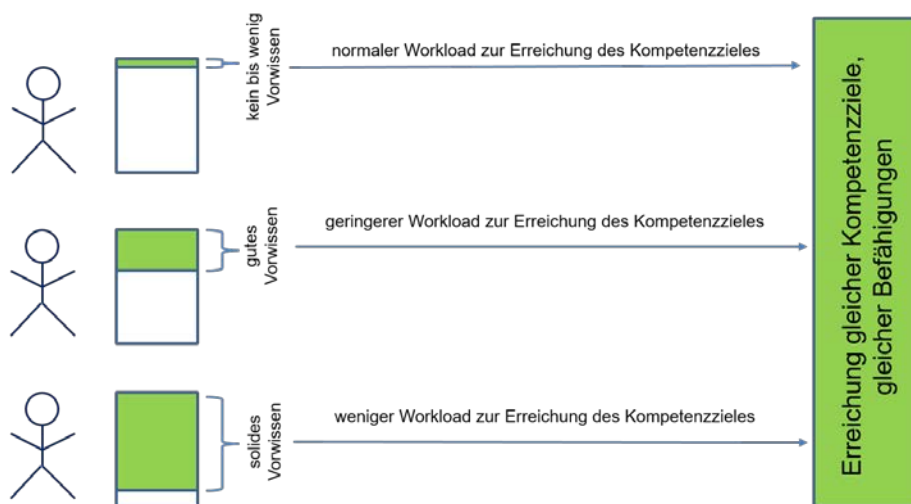 kein bis wenig
Vorwissen
normaler Workload zur Erreichung des Kompetenzzieles
gutes
Vorwissen
geringerer Workload zur Erreichung des Kompetenzzieles
solides
Vorwissen
weniger Workload zur Erreichung des Kompetenzzieles
Erreichung gleicher Kompetenzziele,
gleicher Befähigungen